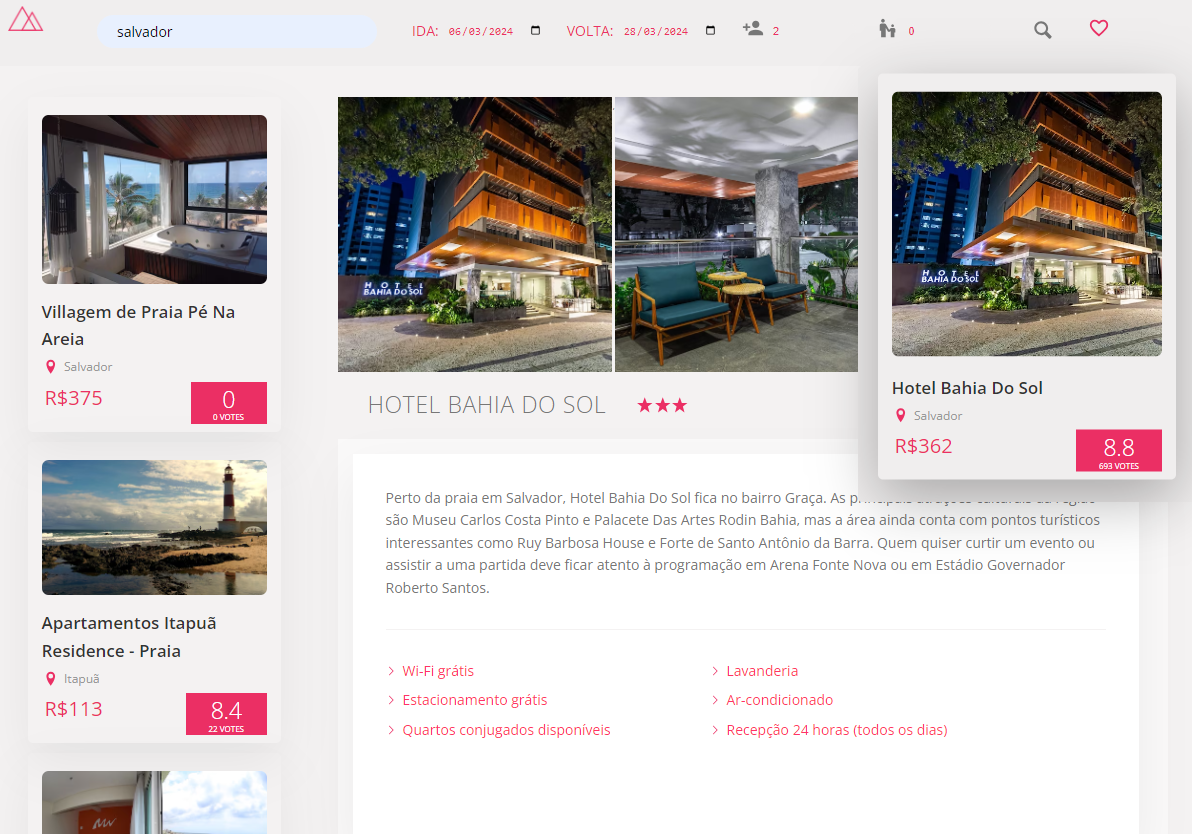 salvador
IDA: 06/03/2024
VOLTA: 28/03/2024
2
0
Villagem de Praia Pé Na
Areia
Salvador
R$375
0
0 VOTES
Apartamentos Itapuã
Residence - Praia
Itapuã
R$113
8.4
22 VOTES
HOTEL
BAHIA DO SOL
HOTEL BAHIA DO SOL
Perto da praia em Salvador, Hotel Bahia Do Sol fica no bairro Graça. As principais atrações culturais da região
são Museu Carlos Costa Pinto e Palacete Das Artes Rodin Bahia, mas a área ainda conta com pontos turísticos
interessantes como Ruy Barbosa House e Forte de Santo Antônio da Barra. Quem quiser curtir um evento ou
assistir a uma partida deve ficar atento à programação em Arena Fonte Nova ou em Estádio Governador
Roberto Santos.
Wi-Fi grátis
Estacionamento grátis
Quartos conjugados disponíveis
Lavanderia
Ar-condicionado
Recepção 24 horas (todos os dias)
HOTEL
BAHIA DO SOL
Hotel Bahia Do Sol
Salvador
R$362
8.8
693 VOTES